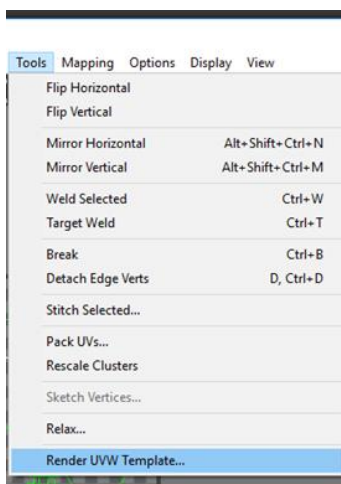 Tools Mapping Options Display View
Flip Horizontal
Flip Vertical
Mirror Horizontal Alt+Shift+Ctrl+N
Mirror Vertical Alt+Shift+Ctrl+M
Weld Selected Ctrl+W
Target Weld Ctrl+T
Break Ctrl+B
Detach Edge Verts D, Ctrl+D
Stitch Selected...
Pack UVs...
Rescale Clusters
Sketch Vertices...
Relax...
Render UVW Template...